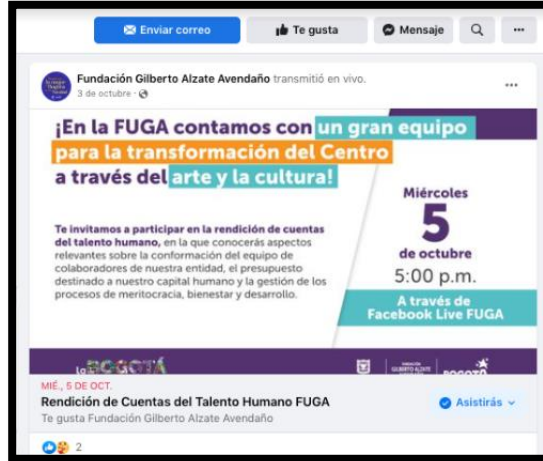 Enviar correo
Te gusta
Mensaje
Fundación Gilberto Alzate Avendaño transmitió en vivo.
3 de octubre ·
¡En la FUGA contamos con un gran equipo
para la transformación del Centro
a través del arte y la cultura!
Te invitamos a participar en la rendición de cuentas
del talento humano, en la que conocerás aspectos
relevantes sobre la conformación del equipo de
colaboradores de nuestra entidad, el presupuesto
destinado a nuestro capital humano y la gestión de los
procesos de meritocracia, bienestar y desarrollo.
Miércoles
5
de octubre
5:00 p.m.
A través de
Facebook Live FUGA
la BOGOTÁ
GILBERTO ALZATE
BOGOTÁ
MIÉ., 5 DE OCT.
Rendición de Cuentas del Talento Humano FUGA
Te gusta Fundación Gilberto Alzate Avendaño
Asistirás
2